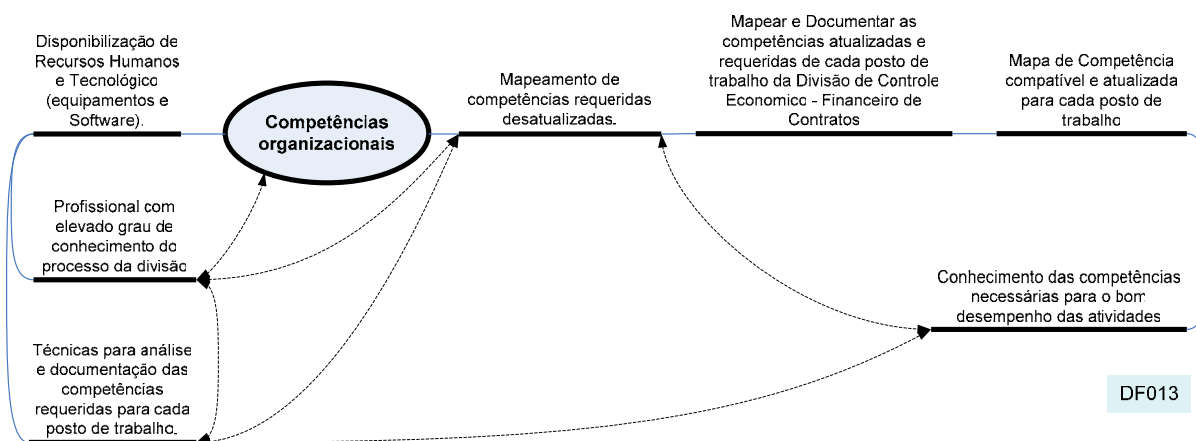 Disponibilização de
Recursos Humanos
e Tecnológico
(equipamentos e
Software).
Competências
organizacionais
Mapeamento de
competências requeridas
desatualizadas.
Mapear e Documentar as
competências atualizadas e
requeridas de cada posto de
trabalho da Divisão de Controle
Economico - Financeiro de
Contratos
Mapa de Competência
compatível e atualizada
para cada posto de
trabalho
Profissional com
elevado grau de
conhecimento do
processo da divisão
Conhecimento das competências
necessárias para o bom
desempenho das atividades
Técnicas para análise
e documentação das
competências
requeridas para cada
posto de trabalho.
DF013